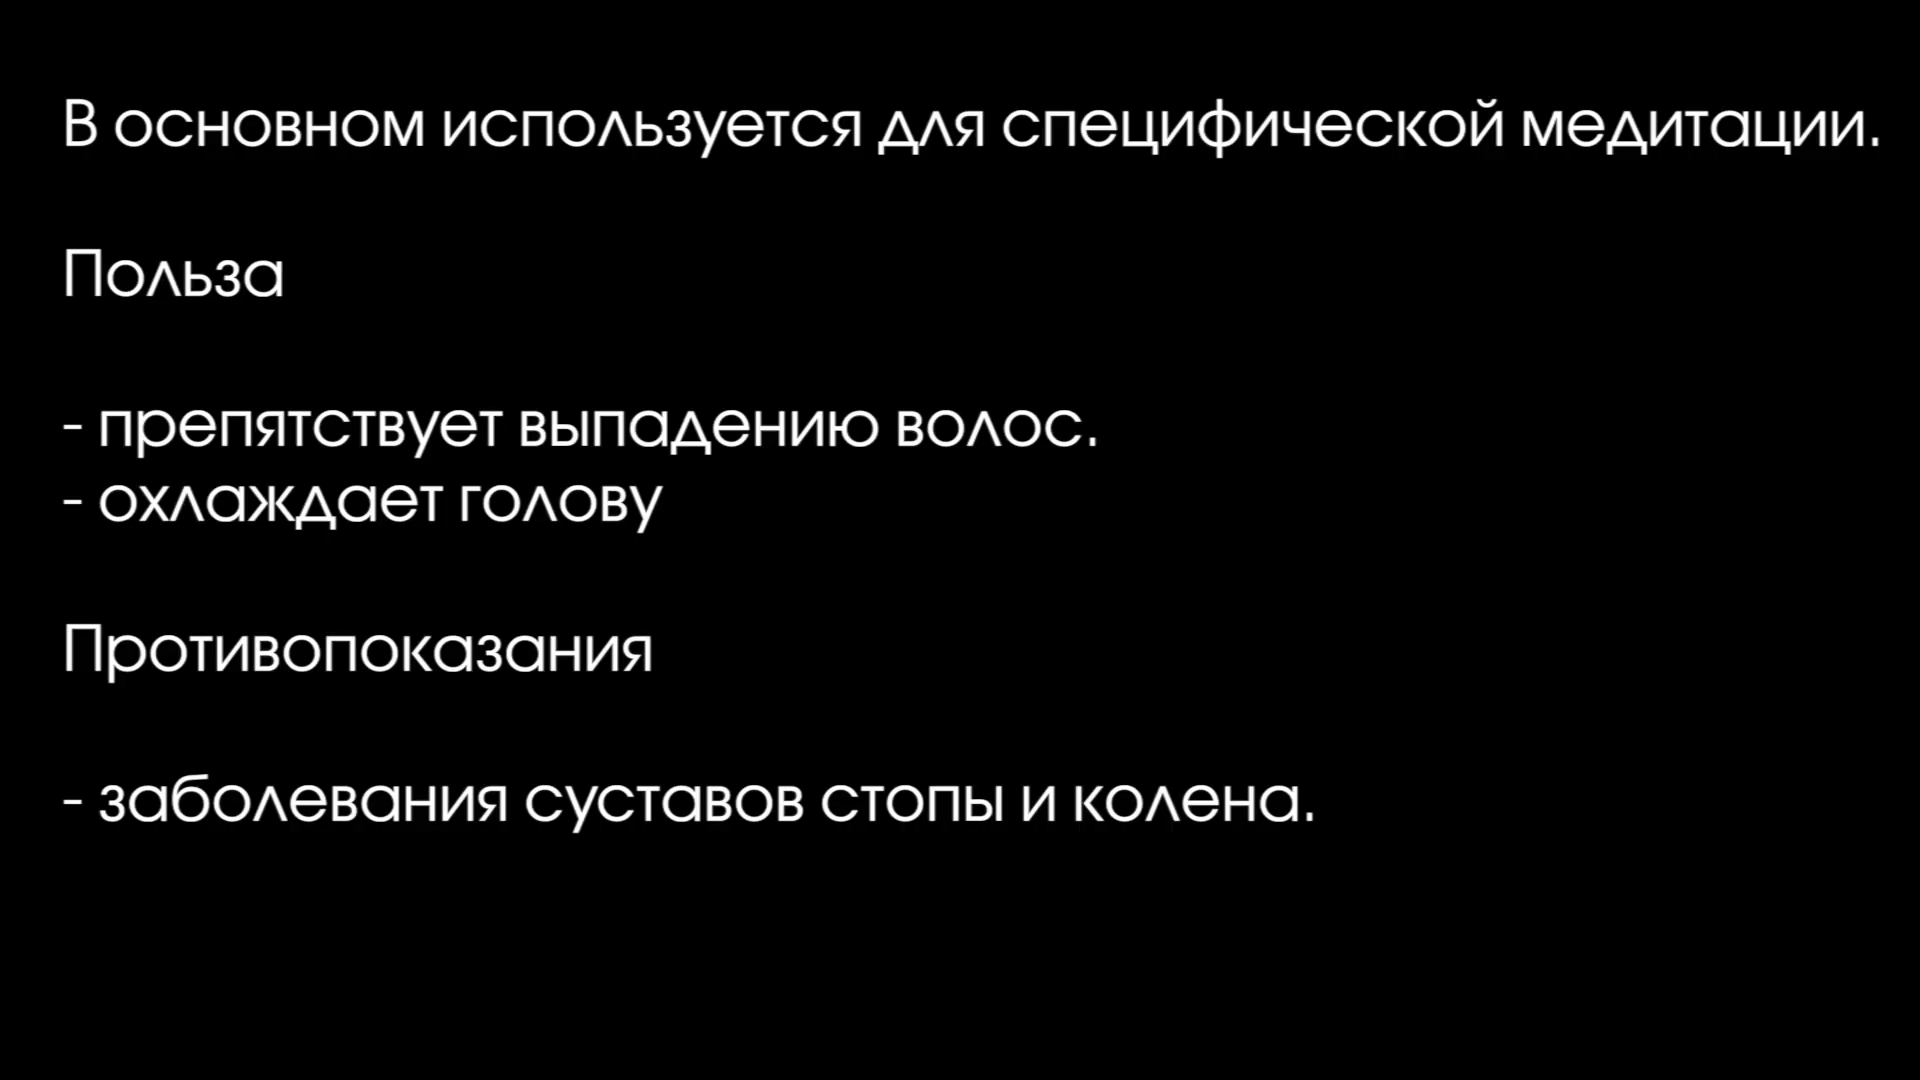 В основном используется для специфической медитации.
Польза
- препятствует выпадению волос.
- охлаждает голову
Противопоказания
- заболевания суставов стопы и колена.